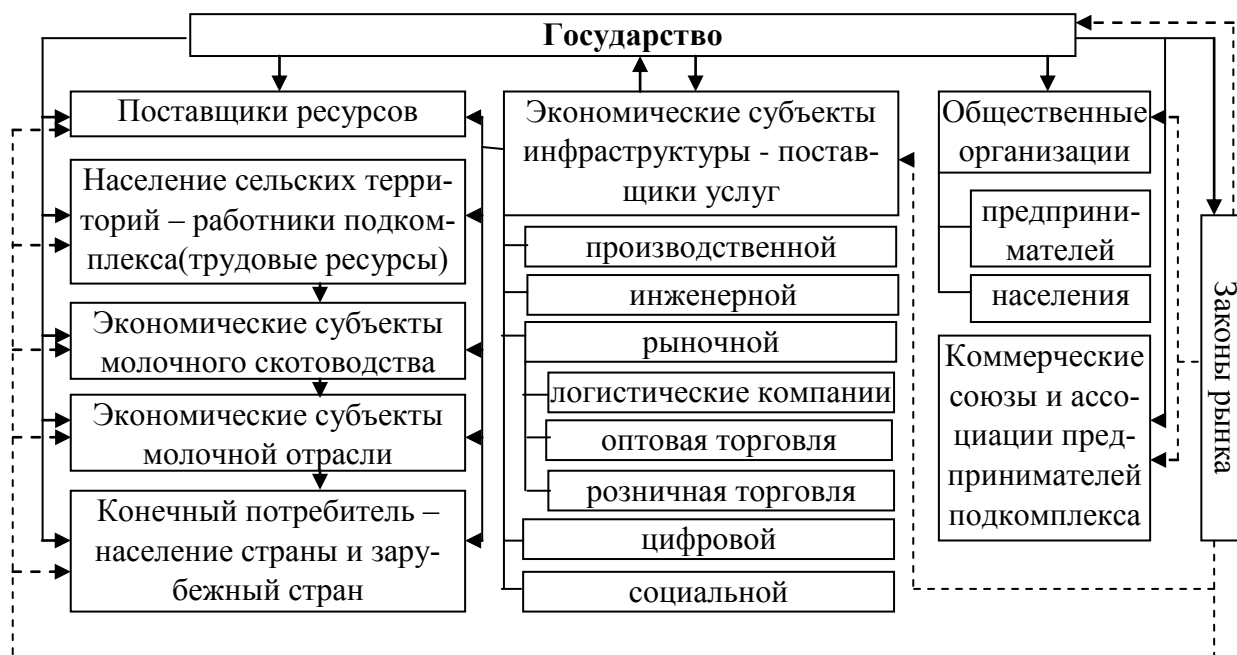 Государство
Поставщики ресурсов
Население сельских терри-
торий – работники подком-
плекса(трудовые ресурсы)
Экономические субъекты
молочного скотоводства
Экономические субъекты
молочной отрасли
Конечный потребитель –
население страны и зару-
бежный стран
Экономические субъекты
инфраструктуры - постав-
щики услуг
производственной
инженерной
рыночной
логистические компании
оптовая торговля
розничная торговля
цифровой
социальной
Общественные
организации
предприни-
мателей
населения
Коммерческие
союзы и ассо-
циации пред-
принимателей
подкомплекса
Законы рынка